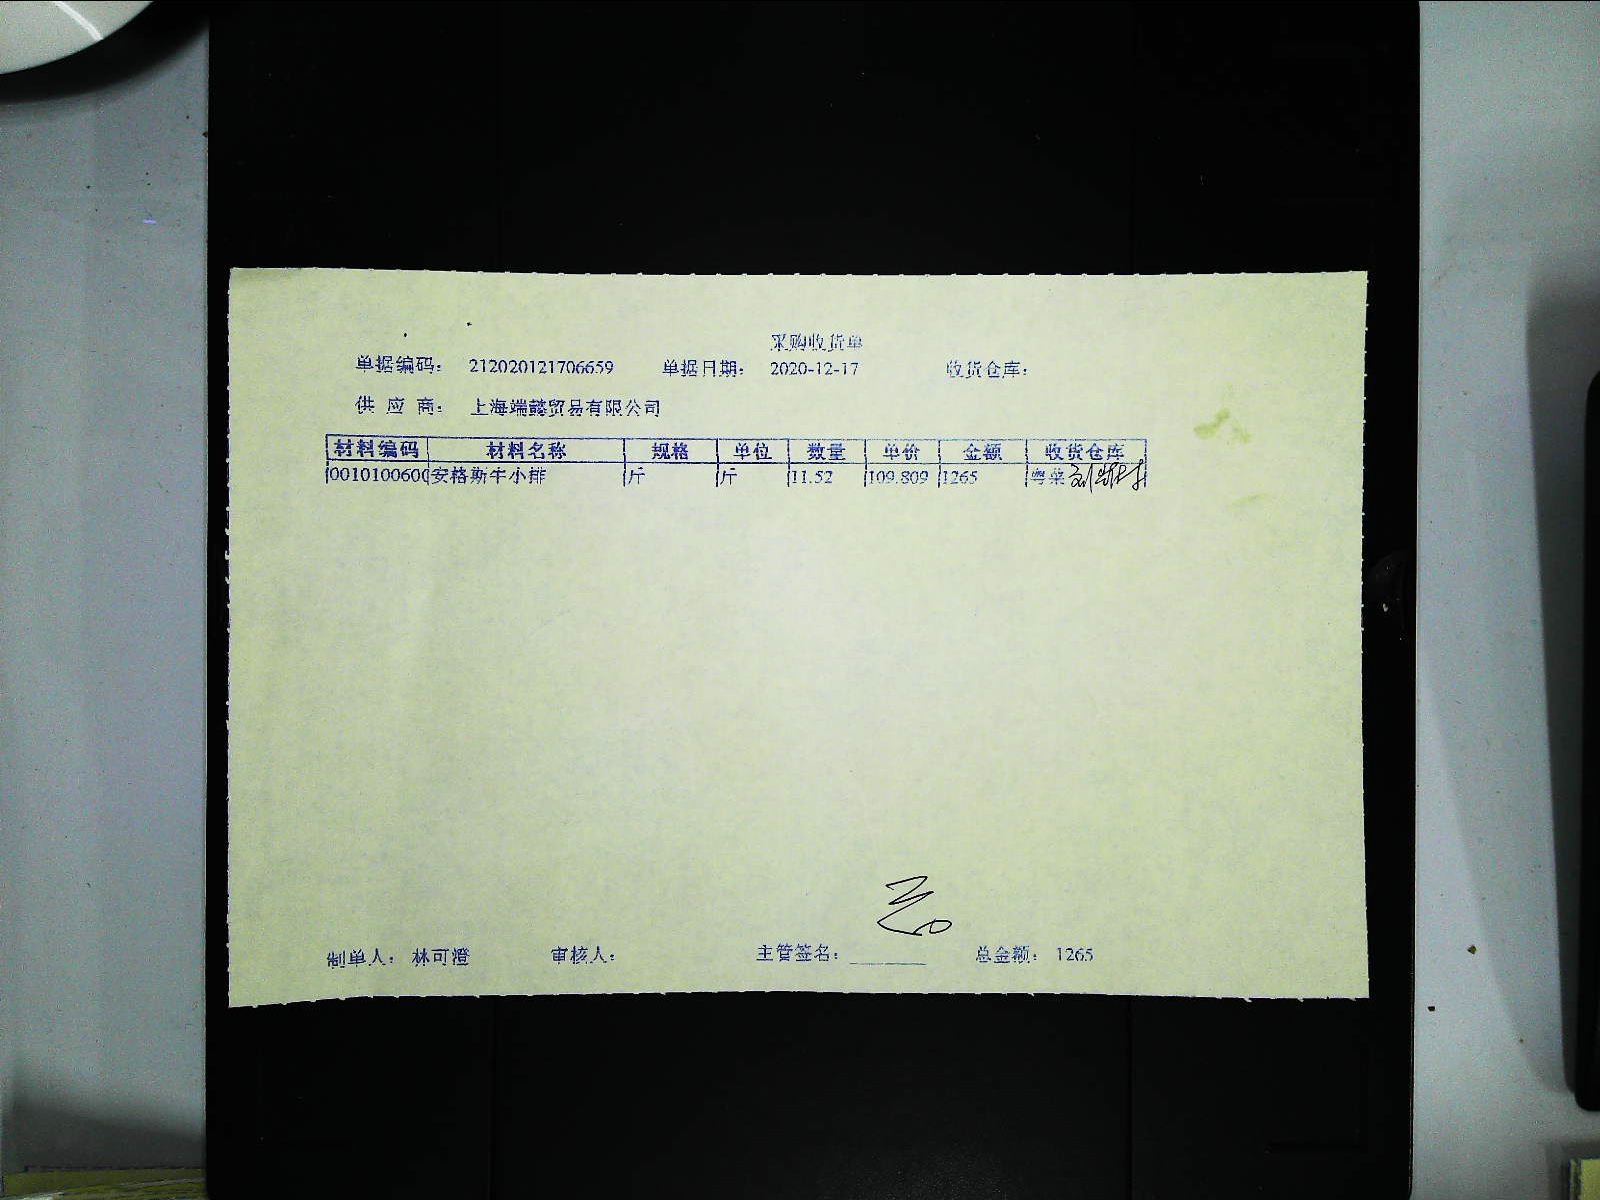 采购收货单
单据编码： 212020121706659 单据日期： 2020-12-17 收货仓库：
供 应 商： 上海端懿贸易有限公司
材料编码 材料名称 规格 单位 数量 单价 金额 收货仓库
0010100600 安格斯牛小排 斤 斤 11.52 109.809 1265 粤菜
制单人： 林可澄 审核人： 主管签名： 总金额： 1265